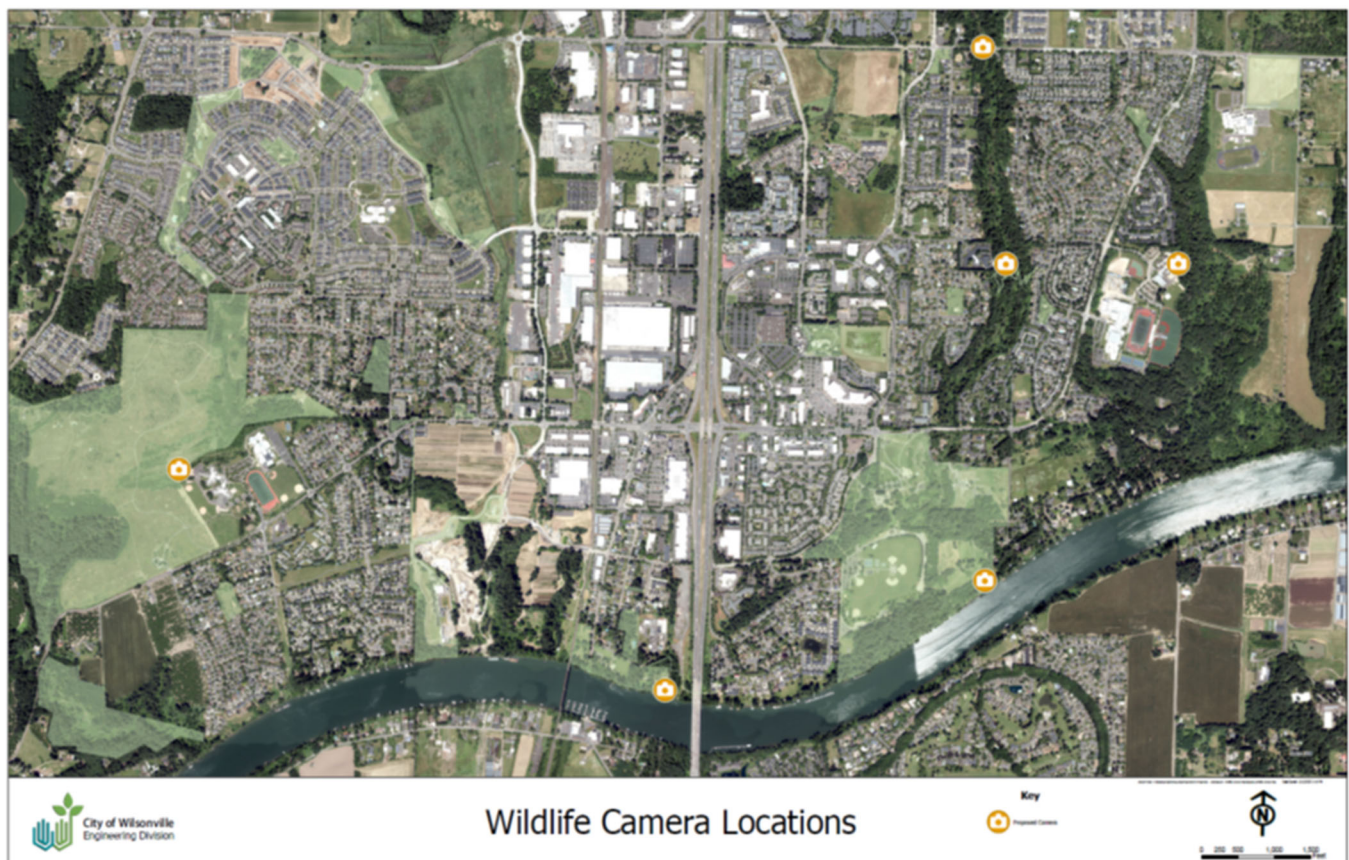 Key
Proposed Camera
N
City of Wilsonville
Engineering Division
Wildlife Camera Locations
0 250 500 1,000 1,500
Feet